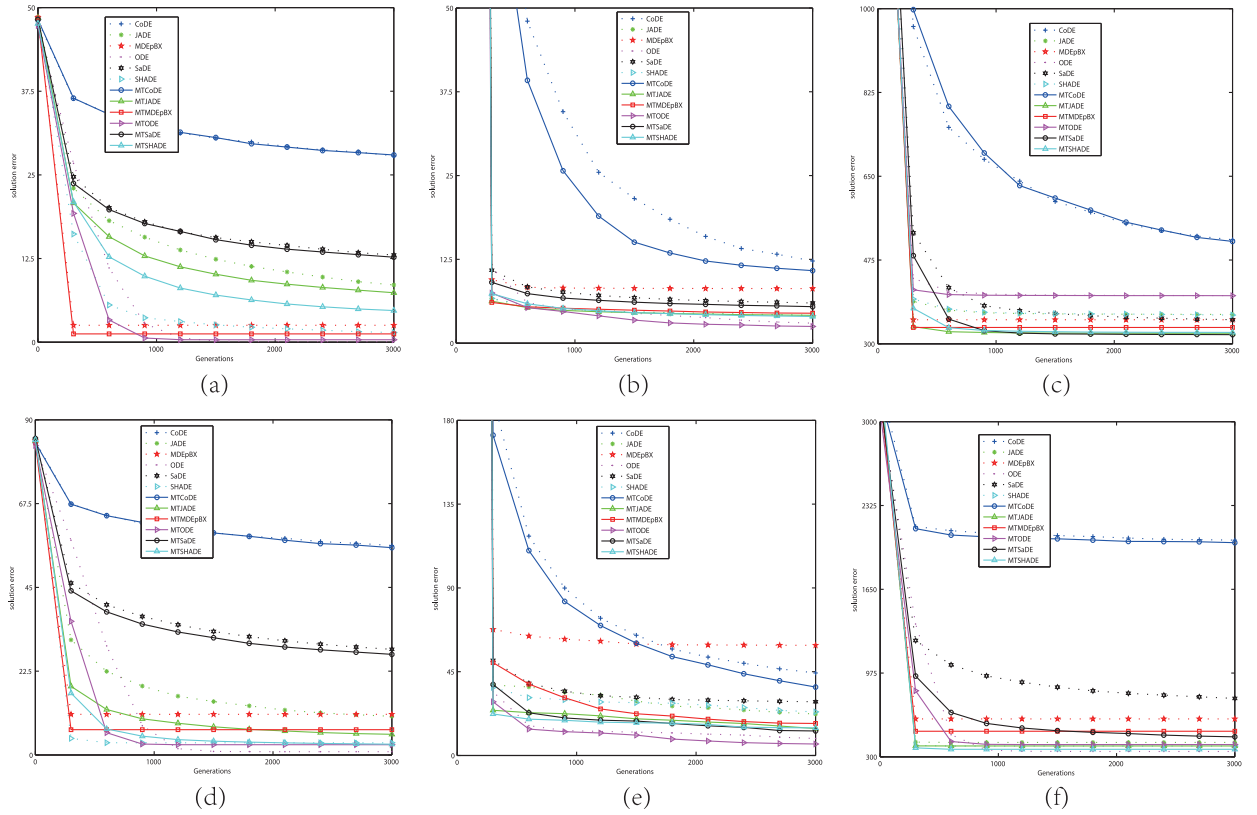 50
37.5
25
12.5
0
0
1000
2000
3000
solution error
Generations
CoDE
JADE
MDEpBX
ODE
SaDE
SHADE
MTCoDE
MTJADE
MTMDEpBX
MTODE
MTSaDE
MTSHADE
(a)
50
37.5
25
12.5
0
1000
2000
3000
solution error
Generations
CoDE
JADE
MDEpBX
ODE
SaDE
SHADE
MTCoDE
MTJADE
MTMDEpBX
MTODE
MTSaDE
MTSHADE
(b)
1000
825
650
475
300
0
1000
2000
3000
solution error
Generations
CoDE
JADE
MDEpBX
ODE
SaDE
SHADE
MTCoDE
MTJADE
MTMDEpBX
MTODE
MTSaDE
MTSHADE
(c)
90
67.5
45
22.5
0
0
1000
2000
3000
solution error
Generations
CoDE
JADE
MDEpBX
ODE
SaDE
SHADE
MTCoDE
MTJADE
MTMDEpBX
MTODE
MTSaDE
MTSHADE
(d)
180
135
90
45
0
1000
2000
3000
solution error
Generations
CoDE
JADE
MDEpBX
ODE
SaDE
SHADE
MTCoDE
MTJADE
MTMDEpBX
MTODE
MTSaDE
MTSHADE
(e)
3000
2325
1650
975
300
0
1000
2000
3000
solution error
Generations
CoDE
JADE
MDEpBX
ODE
SaDE
SHADE
MTCoDE
MTJADE
MTMDEpBX
MTODE
MTSaDE
MTSHADE
(f)